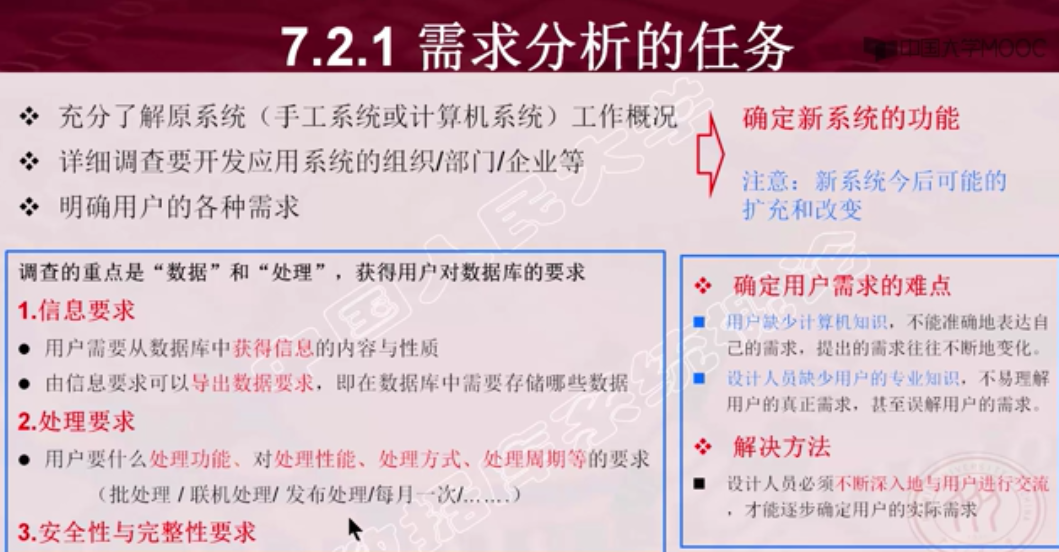 7.2.1 需求分析的任务
中国大学MOOC
❖ 充分了解原系统（手工系统或计算机系统）工作概况
❖ 详细调查要开发应用系统的组织/部门/企业等
❖ 明确用户的各种需求
确定新系统的功能
注意：新系统今后可能的
扩充和改变
调查的重点是“数据”和“处理”，获得用户对数据库的要求
1.信息要求
● 用户需要从数据库中获得信息的内容与性质
● 由信息要求可以导出数据要求，即在数据库中需要存储哪些数据
2.处理要求
● 用户要什么处理功能、对处理性能、处理方式、处理周期等的要求
（批处理 / 联机处理/ 发布处理/每月一次/…….）
3.安全性与完整性要求
❖ 确定用户需求的难点
■ 用户缺少计算机知识，不能准确地表达自
己的需求，提出的需求往往不断地变化。
■ 设计人员缺少用户的专业知识，不易理解
用户的真正需求，甚至误解用户的需求。
❖ 解决方法
■ 设计人员必须不断深入地与用户进行交流
，才能逐步确定用户的实际需求
中国人民大学
数据库系统概论